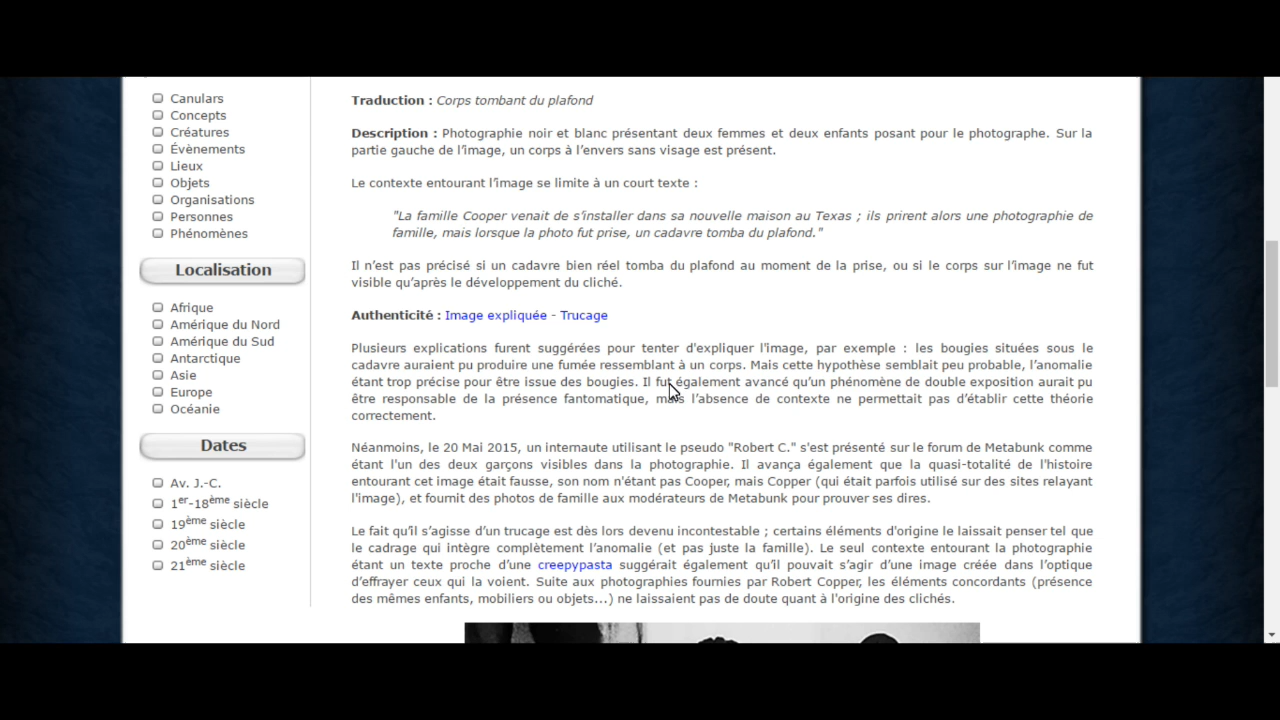 Canulars
Concepts
Créatures
Évènements
Lieux
Objets
Organisations
Personnes
Phénomènes
Localisation
Afrique
Amérique du Nord
Amérique du Sud
Antarctique
Asie
Europe
Océanie
Dates
Av. J.-C.
1er-18ème siècle
19ème siècle
20ème siècle
21ème siècle
Traduction : Corps tombant du plafond
Description : Photographie noir et blanc présentant deux femmes et deux enfants posant pour le photographe. Sur la
partie gauche de l’image, un corps à l’envers sans visage est présent.
Le contexte entourant l’image se limite à un court texte :
"La famille Cooper venait de s’installer dans sa nouvelle maison au Texas ; ils prirent alors une photographie de
famille, mais lorsque la photo fut prise, un cadavre tomba du plafond."
Il n’est pas précisé si un cadavre bien réel tomba du plafond au moment de la prise, ou si le corps sur l’image ne fut
visible qu’après le développement du cliché.
Authenticité : Image expliquée - Trucage
Plusieurs explications furent suggérées pour tenter d'expliquer l'image, par exemple : les bougies situées sous le
cadavre auraient pu produire une fumée ressemblant à un corps. Mais cette hypothèse semblait peu probable, l’anomalie
étant trop précise pour être issue des bougies. Il fut également avancé qu’un phénomène de double exposition aurait pu
être responsable de la présence fantomatique, mais l’absence de contexte ne permettait pas d’établir cette théorie
correctement.
Néanmoins, le 20 Mai 2015, un internaute utilisant le pseudo "Robert C." s'est présenté sur le forum de Metabunk comme
étant l'un des deux garçons visibles dans la photographie. Il avança également que la quasi-totalité de l'histoire
entourant cet image était fausse, son nom n'étant pas Cooper, mais Copper (qui était parfois utilisé sur des sites relayant
l'image), et fournit des photos de famille aux modérateurs de Metabunk pour prouver ses dires.
Le fait qu’il s’agisse d’un trucage est dès lors devenu incontestable ; certains éléments d'origine le laissait penser tel que
le cadrage qui intègre complètement l’anomalie (et pas juste la famille). Le seul contexte entourant la photographie
étant un texte proche d’une creepypasta suggérait également qu’il pouvait s’agir d’une image créée dans l’optique
d’effrayer ceux qui la voient. Suite aux photographies fournies par Robert Copper, les éléments concordants (présence
des mêmes enfants, mobiliers ou objets...) ne laissaient pas de doute quant à l'origine des clichés.